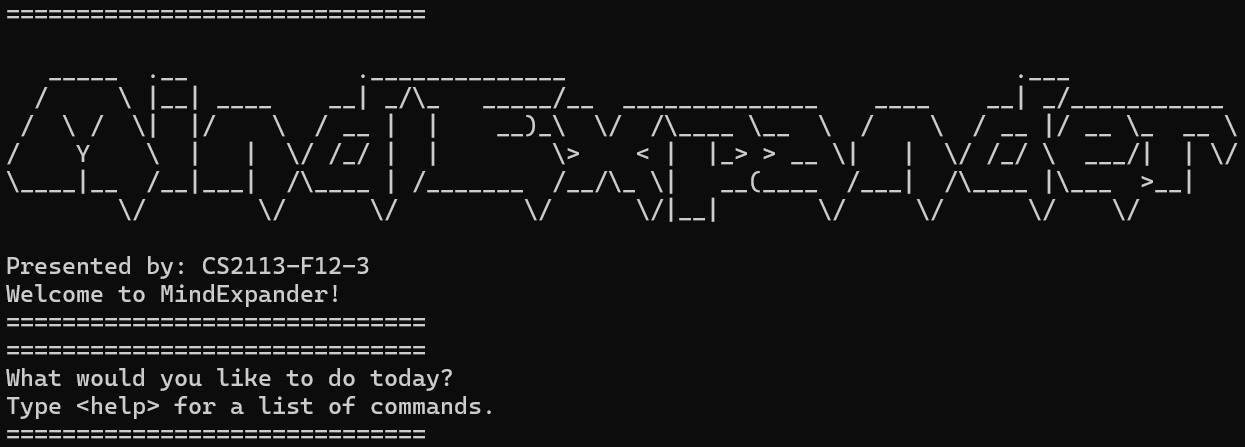 ==============================
MindExpander
Presented by: CS2113-F12-3
Welcome to MindExpander!
==============================
==============================
What would you like to do today?
Type <help> for a list of commands.
==============================